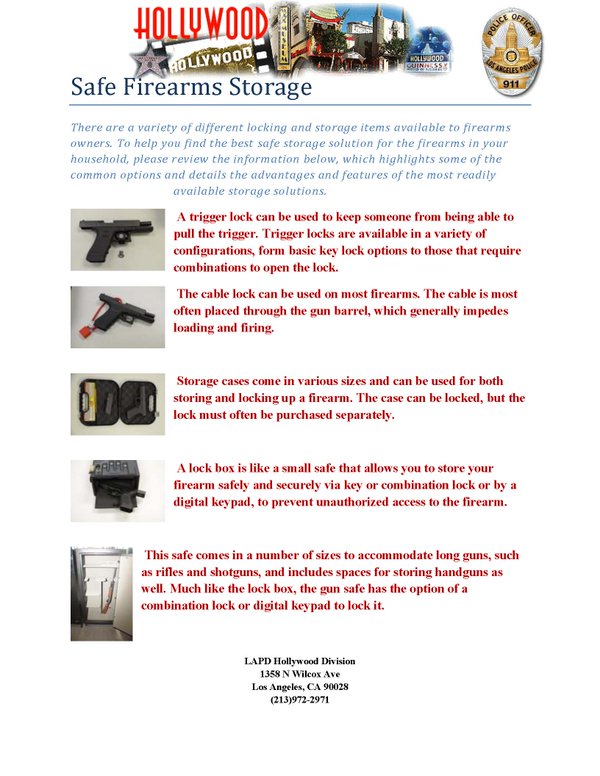 HOLLYWOOD
HOLLYWOOD
WAX MUSEUM
HOLLYWOOD
GUINNESS
POLICE OFFICER
LOS ANGELES POLICE
911
Safe Firearms Storage
There are a variety of different locking and storage items available to firearms
owners. To help you find the best safe storage solution for the firearms in your
household, please review the information below, which highlights some of the
common options and details the advantages and features of the most readily
available storage solutions.
A trigger lock can be used to keep someone from being able to
pull the trigger. Trigger locks are available in a variety of
configurations, form basic key lock options to those that require
combinations to open the lock.
The cable lock can be used on most firearms. The cable is most
often placed through the gun barrel, which generally impedes
loading and firing.
Storage cases come in various sizes and can be used for both
storing and locking up a firearm. The case can be locked, but the
lock must often be purchased separately.
A lock box is like a small safe that allows you to store your
firearm safely and securely via key or combination lock or by a
digital keypad, to prevent unauthorized access to the firearm.
This safe comes in a number of sizes to accommodate long guns, such
as rifles and shotguns, and includes spaces for storing handguns as
well. Much like the lock box, the gun safe has the option of a
combination lock or digital keypad to lock it.
LAPD Hollywood Division
1358 N Wilcox Ave
Los Angeles, CA 90028
(213)972-2971